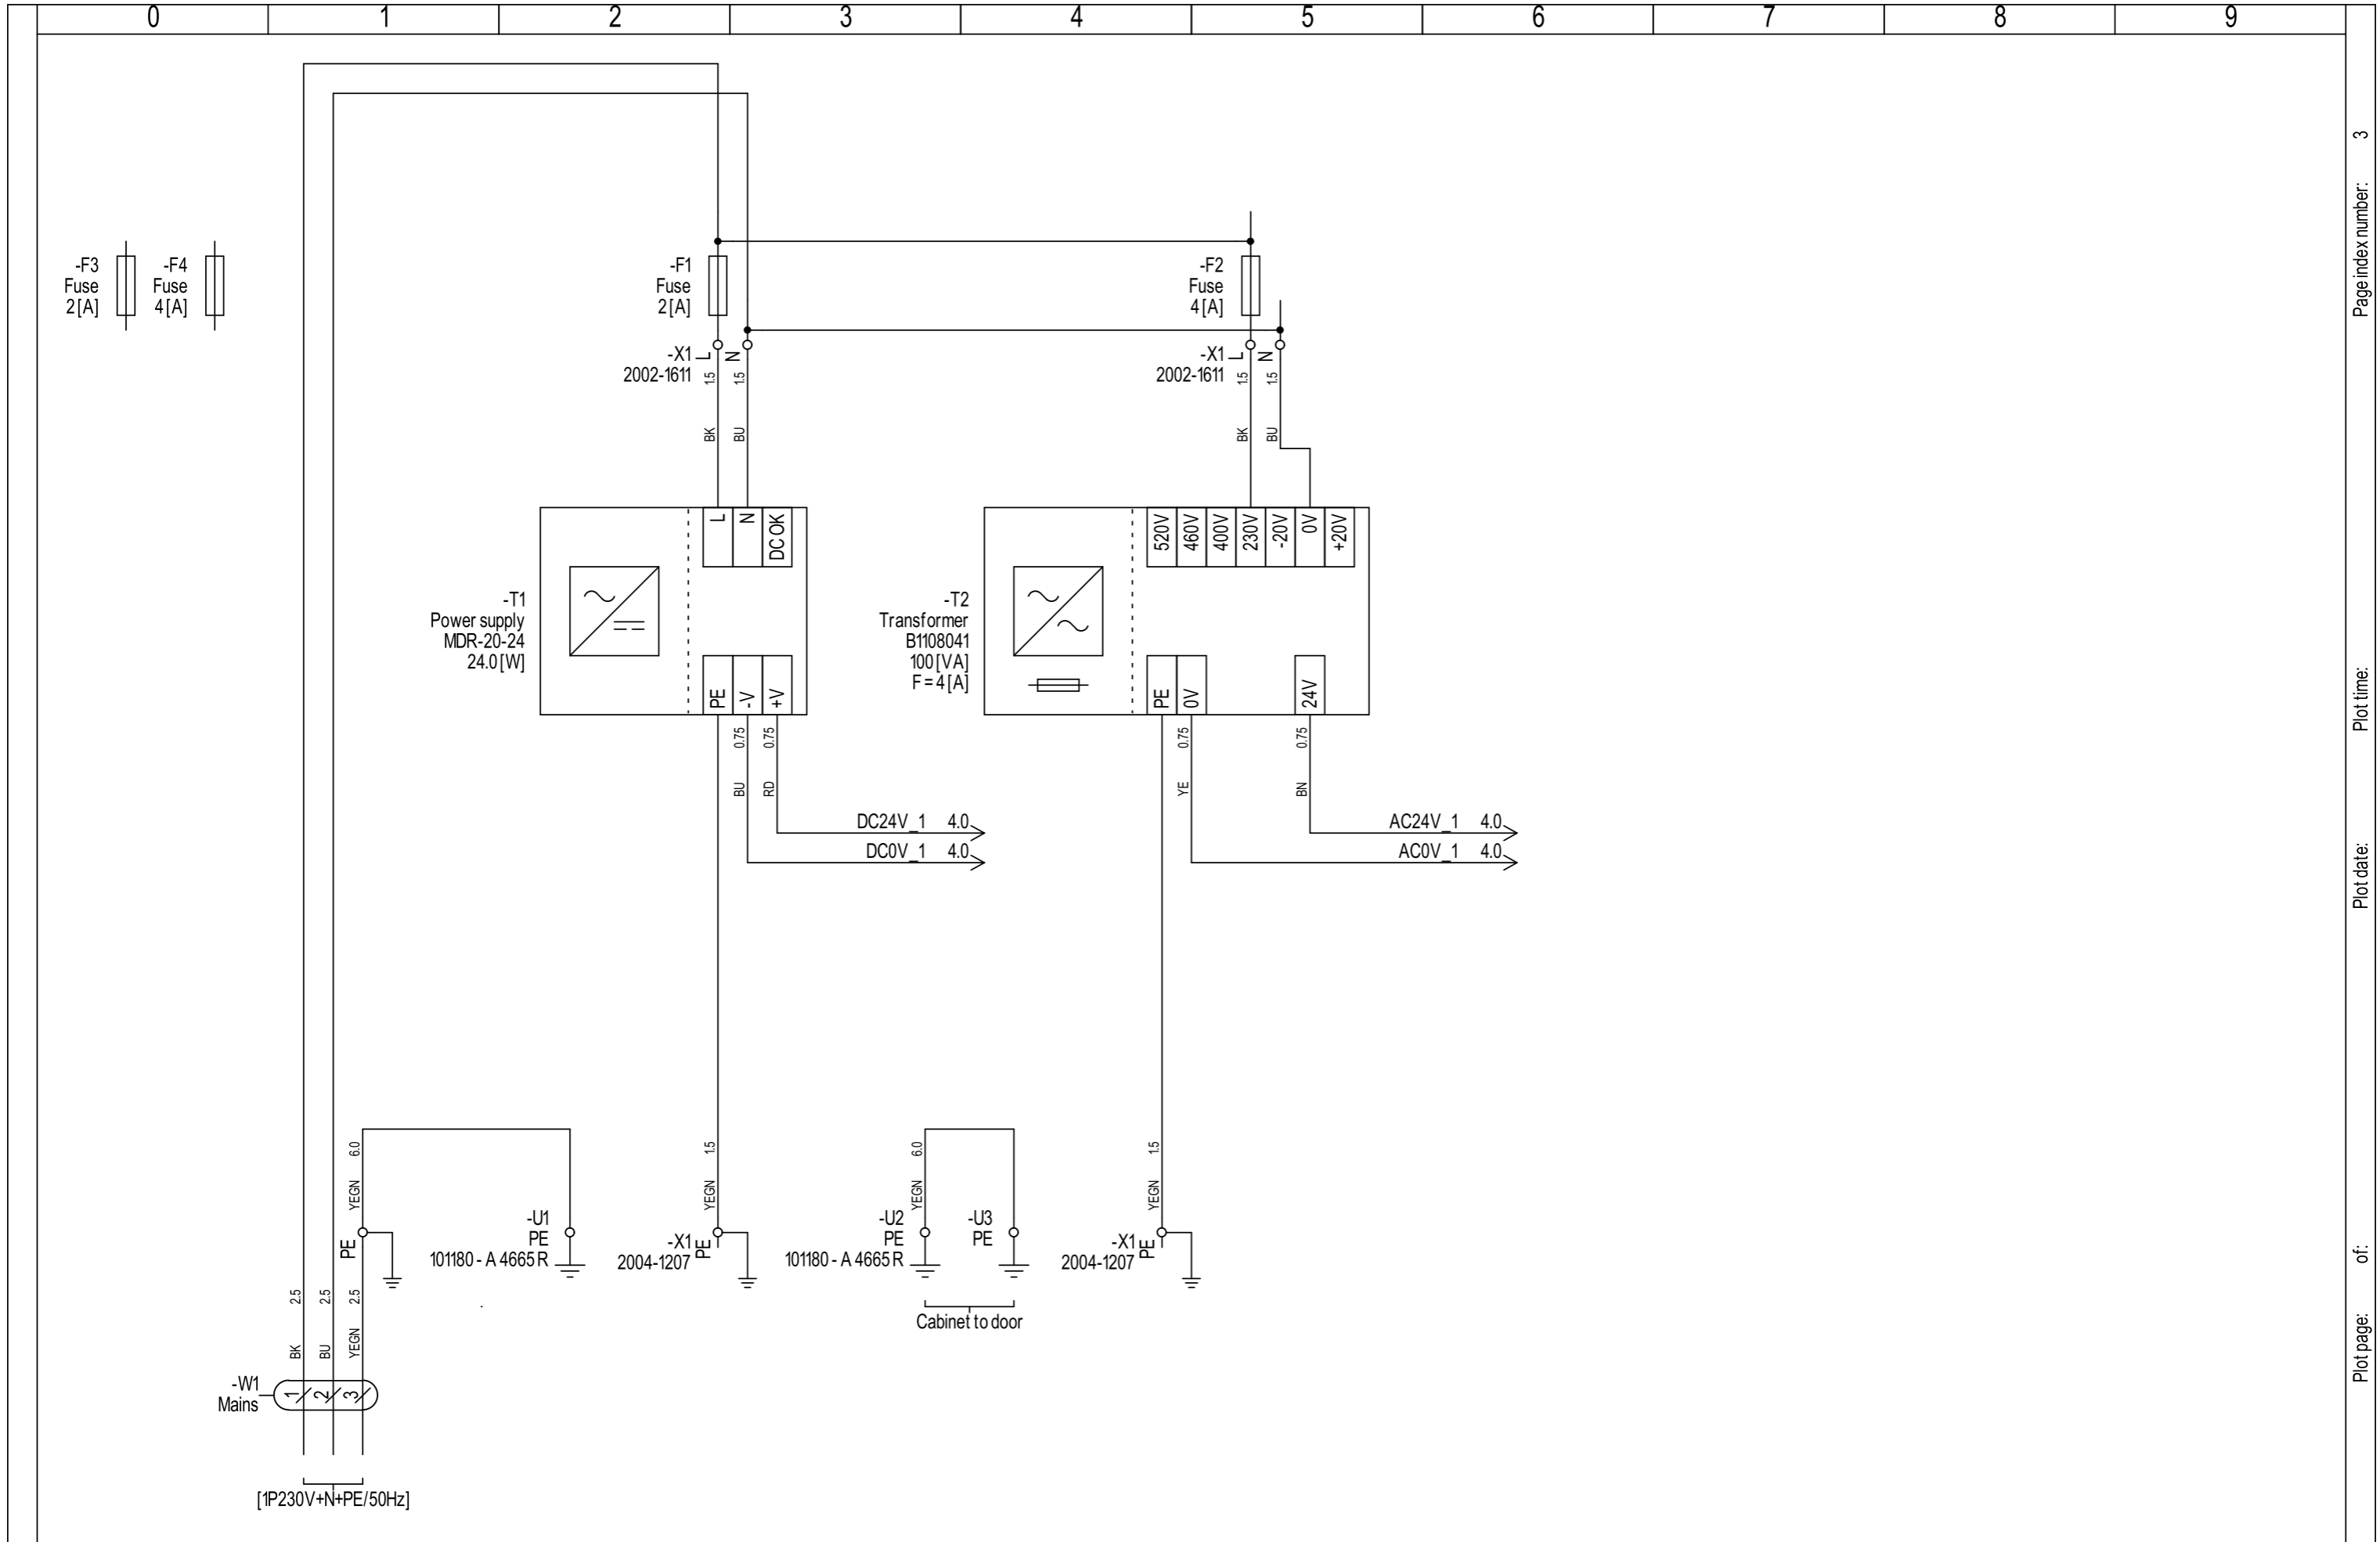 0 1 2 3 4 5 6 7 8 9
-F3
Fuse
2 [A]
-F4
Fuse
4 [A]
-F1
Fuse
2 [A]
-F2
Fuse
4 [A]
-X1
2002-1611
L
N
1.5
1.5
BK
BU
-X1
2002-1611
L
N
1.5
1.5
BK
BU
-T1
Power supply
MDR-20-24
24.0 [W]
L
N
DC OK
PE
-V
+V
-T2
Transformer
B1108041
100 [VA]
F = 4 [A]
520V
460V
400V
230V
-20V
0V
+20V
PE
0V
24V
0.75
0.75
BU
RD
DC24V_1 4.0
DC0V_1 4.0
0.75
0.75
YE
BN
AC24V_1 4.0
AC0V_1 4.0
6.0
YEGN
PE
-U1
PE
101180 - A 4665 R
1.5
YEGN
-X1
2004-1207
PE
6.0
YEGN
-U2
PE
101180 - A 4665 R
-U3
PE
Cabinet to door
1.5
YEGN
-X1
2004-1207
PE
2.5
2.5
2.5
BK
BU
YEGN
-W1
Mains
1
2
3
[1P230V+N+PE/50Hz]
Page index number: 3
Plot time:
Plot date:
Plot page: of: